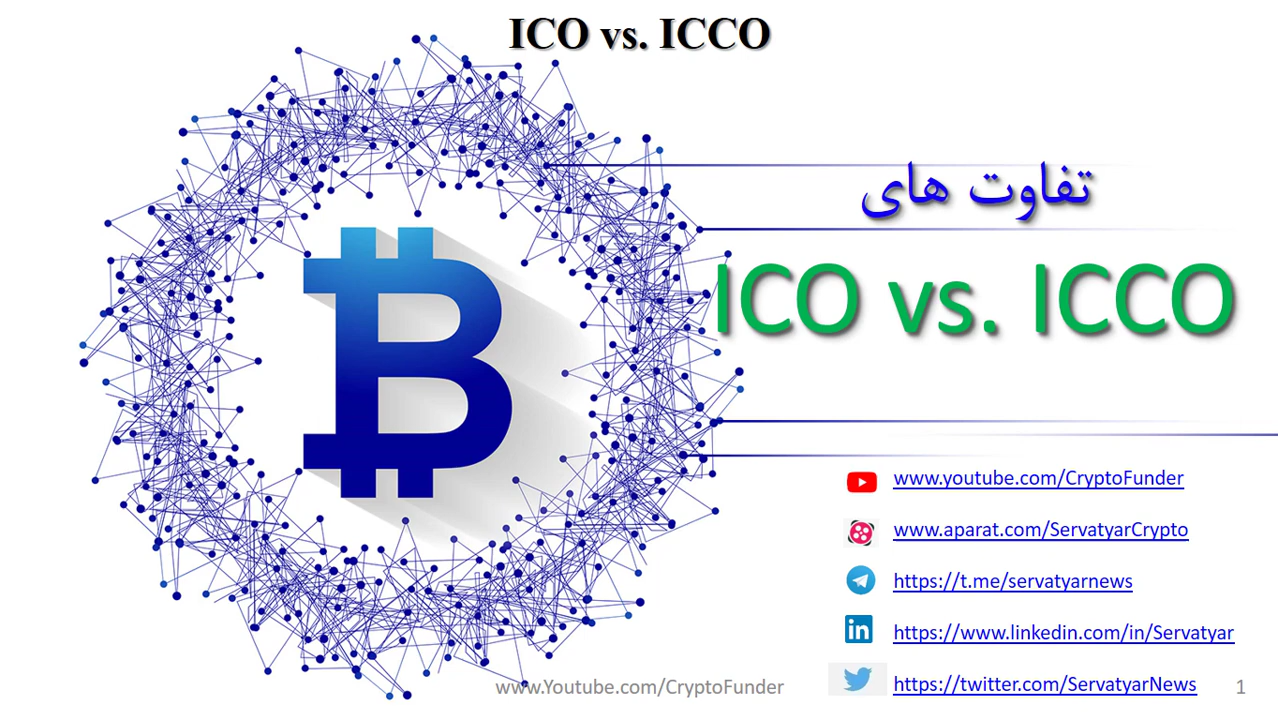 ICO vs. ICCO
تفاوت های
ICO vs. ICCO
www.youtube.com/CryptoFunder
www.aparat.com/ServatyarCrypto
https://t.me/servatyarnews
https://www.linkedin.com/in/Servatyar
https://twitter.com/ServatyarNews
www.Youtube.com/CryptoFunder
1